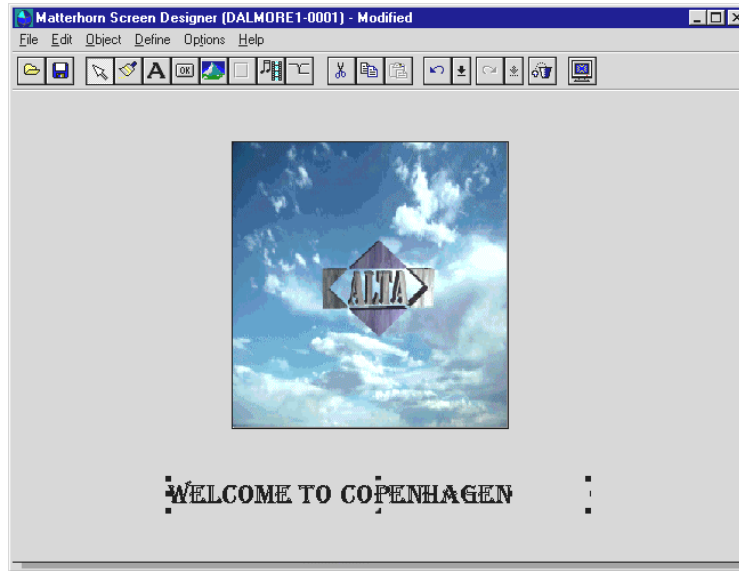 Matterhorn Screen Designer (DALMORE1-0001) - Modified
File Edit Object Define Options Help
A OK
ALTA
WELCOME TO COPENHAGEN